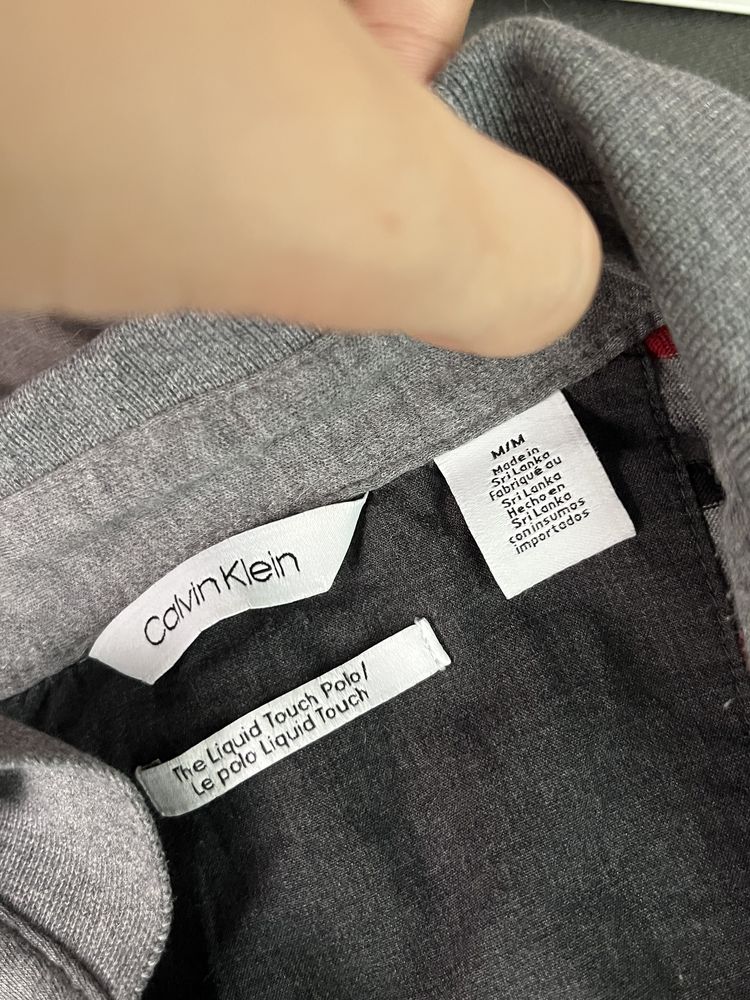 M/M
Made in
Sri Lanka
Fabriqué au
Sri Lanka
Hecho en
Sri Lanka
con insumos
importados
Calvin Klein
The Liquid Touch Polo/
Le polo Liquid Touch